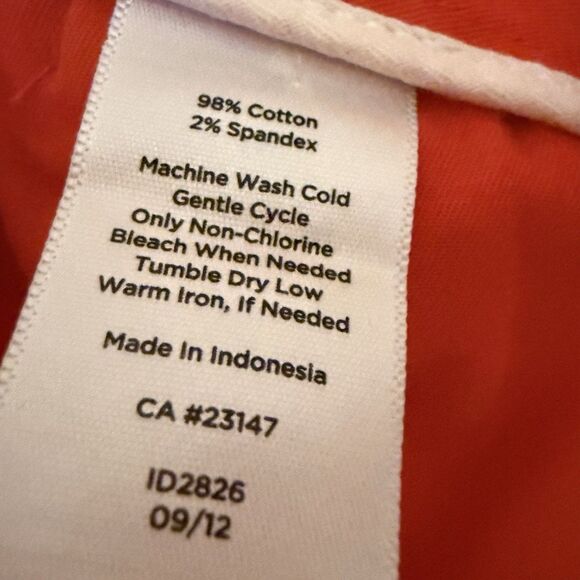 98% Cotton
2% Spandex
Machine Wash Cold
Gentle Cycle
Only Non-Chlorine
Bleach When Needed
Tumble Dry Low
Warm Iron, If Needed
Made In Indonesia
CA #23147
ID2826
09/12